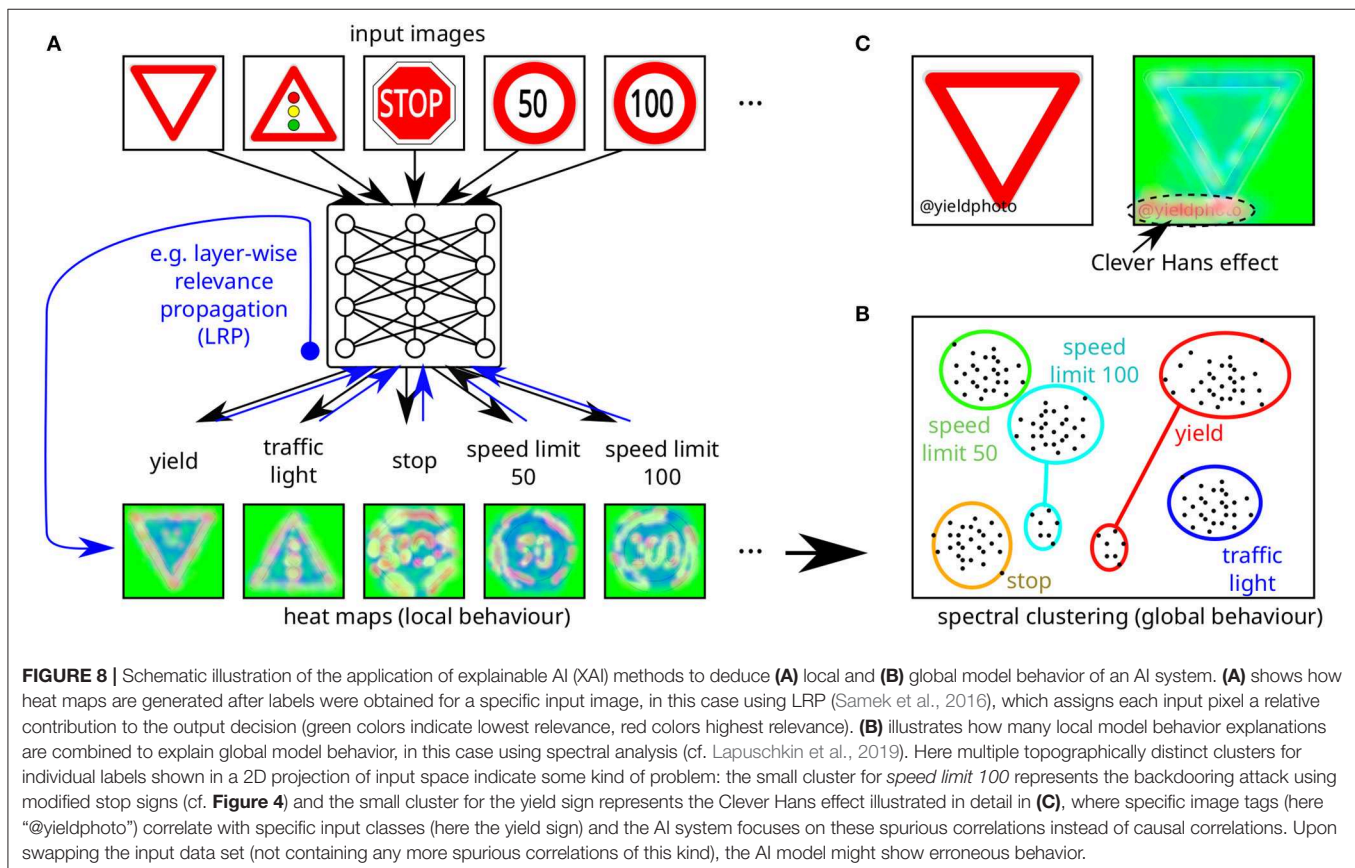 A
input images
STOP
50
100
...
e.g. layer-wise
relevance
propagation
(LRP)
yield
traffic
light
stop
speed limit
50
speed limit
100
...
heat maps (local behaviour)
C
@yieldphoto
@yieldphoto
Clever Hans effect
B
speed
limit 100
speed
limit 50
yield
stop
traffic
light
spectral clustering (global behaviour)
FIGURE 8 | Schematic illustration of the application of explainable AI (XAI) methods to deduce (A) local and (B) global model behavior of an AI system. (A) shows how
heat maps are generated after labels were obtained for a specific input image, in this case using LRP (Samek et al., 2016), which assigns each input pixel a relative
contribution to the output decision (green colors indicate lowest relevance, red colors highest relevance). (B) illustrates how many local model behavior explanations
are combined to explain global model behavior, in this case using spectral analysis (cf. Lapuschkin et al., 2019). Here multiple topographically distinct clusters for
individual labels shown in a 2D projection of input space indicate some kind of problem: the small cluster for speed limit 100 represents the backdooring attack using
modified stop signs (cf. Figure 4) and the small cluster for the yield sign represents the Clever Hans effect illustrated in detail in (C), where specific image tags (here
“@yieldphoto”) correlate with specific input classes (here the yield sign) and the AI system focuses on these spurious correlations instead of causal correlations. Upon
swapping the input data set (not containing any more spurious correlations of this kind), the AI model might show erroneous behavior.